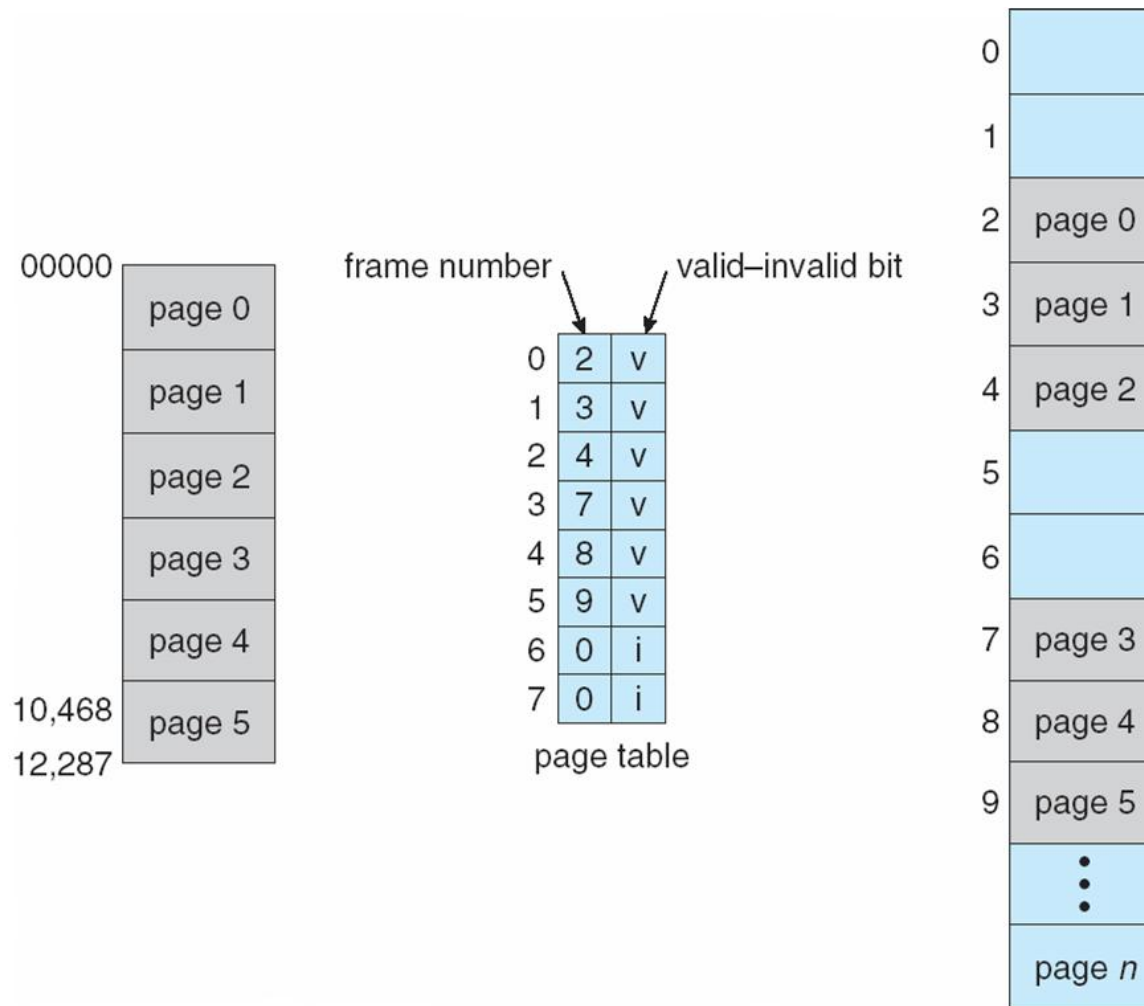 00000
page 0
page 1
page 2
page 3
page 4
10,468
page 5
12,287
frame number
valid–invalid bit
0 2 v
1 3 v
2 4 v
3 7 v
4 8 v
5 9 v
6 0 i
7 0 i
page table
0
1
2 page 0
3 page 1
4 page 2
5
6
7 page 3
8 page 4
9 page 5
page n